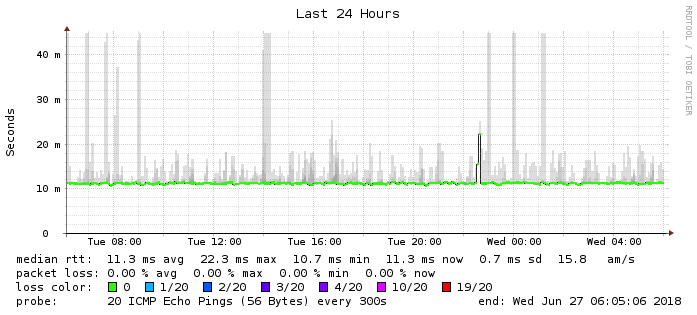 Last 24 Hours
RRDTOOL / TOBI OETIKER
Seconds
40 m
30 m
20 m
10 m
0
Tue 08:00 Tue 12:00 Tue 16:00 Tue 20:00 Wed 00:00 Wed 04:00
median rtt: 11.3 ms avg 22.3 ms max 10.7 ms min 11.3 ms now 0.7 ms sd 15.8 am/s
packet loss: 0.00 % avg 0.00 % max 0.00 % min 0.00 % now
loss color: 0 1/20 2/20 3/20 4/20 10/20 19/20
probe: 20 ICMP Echo Pings (56 Bytes) every 300s end: Wed Jun 27 06:05:06 2018